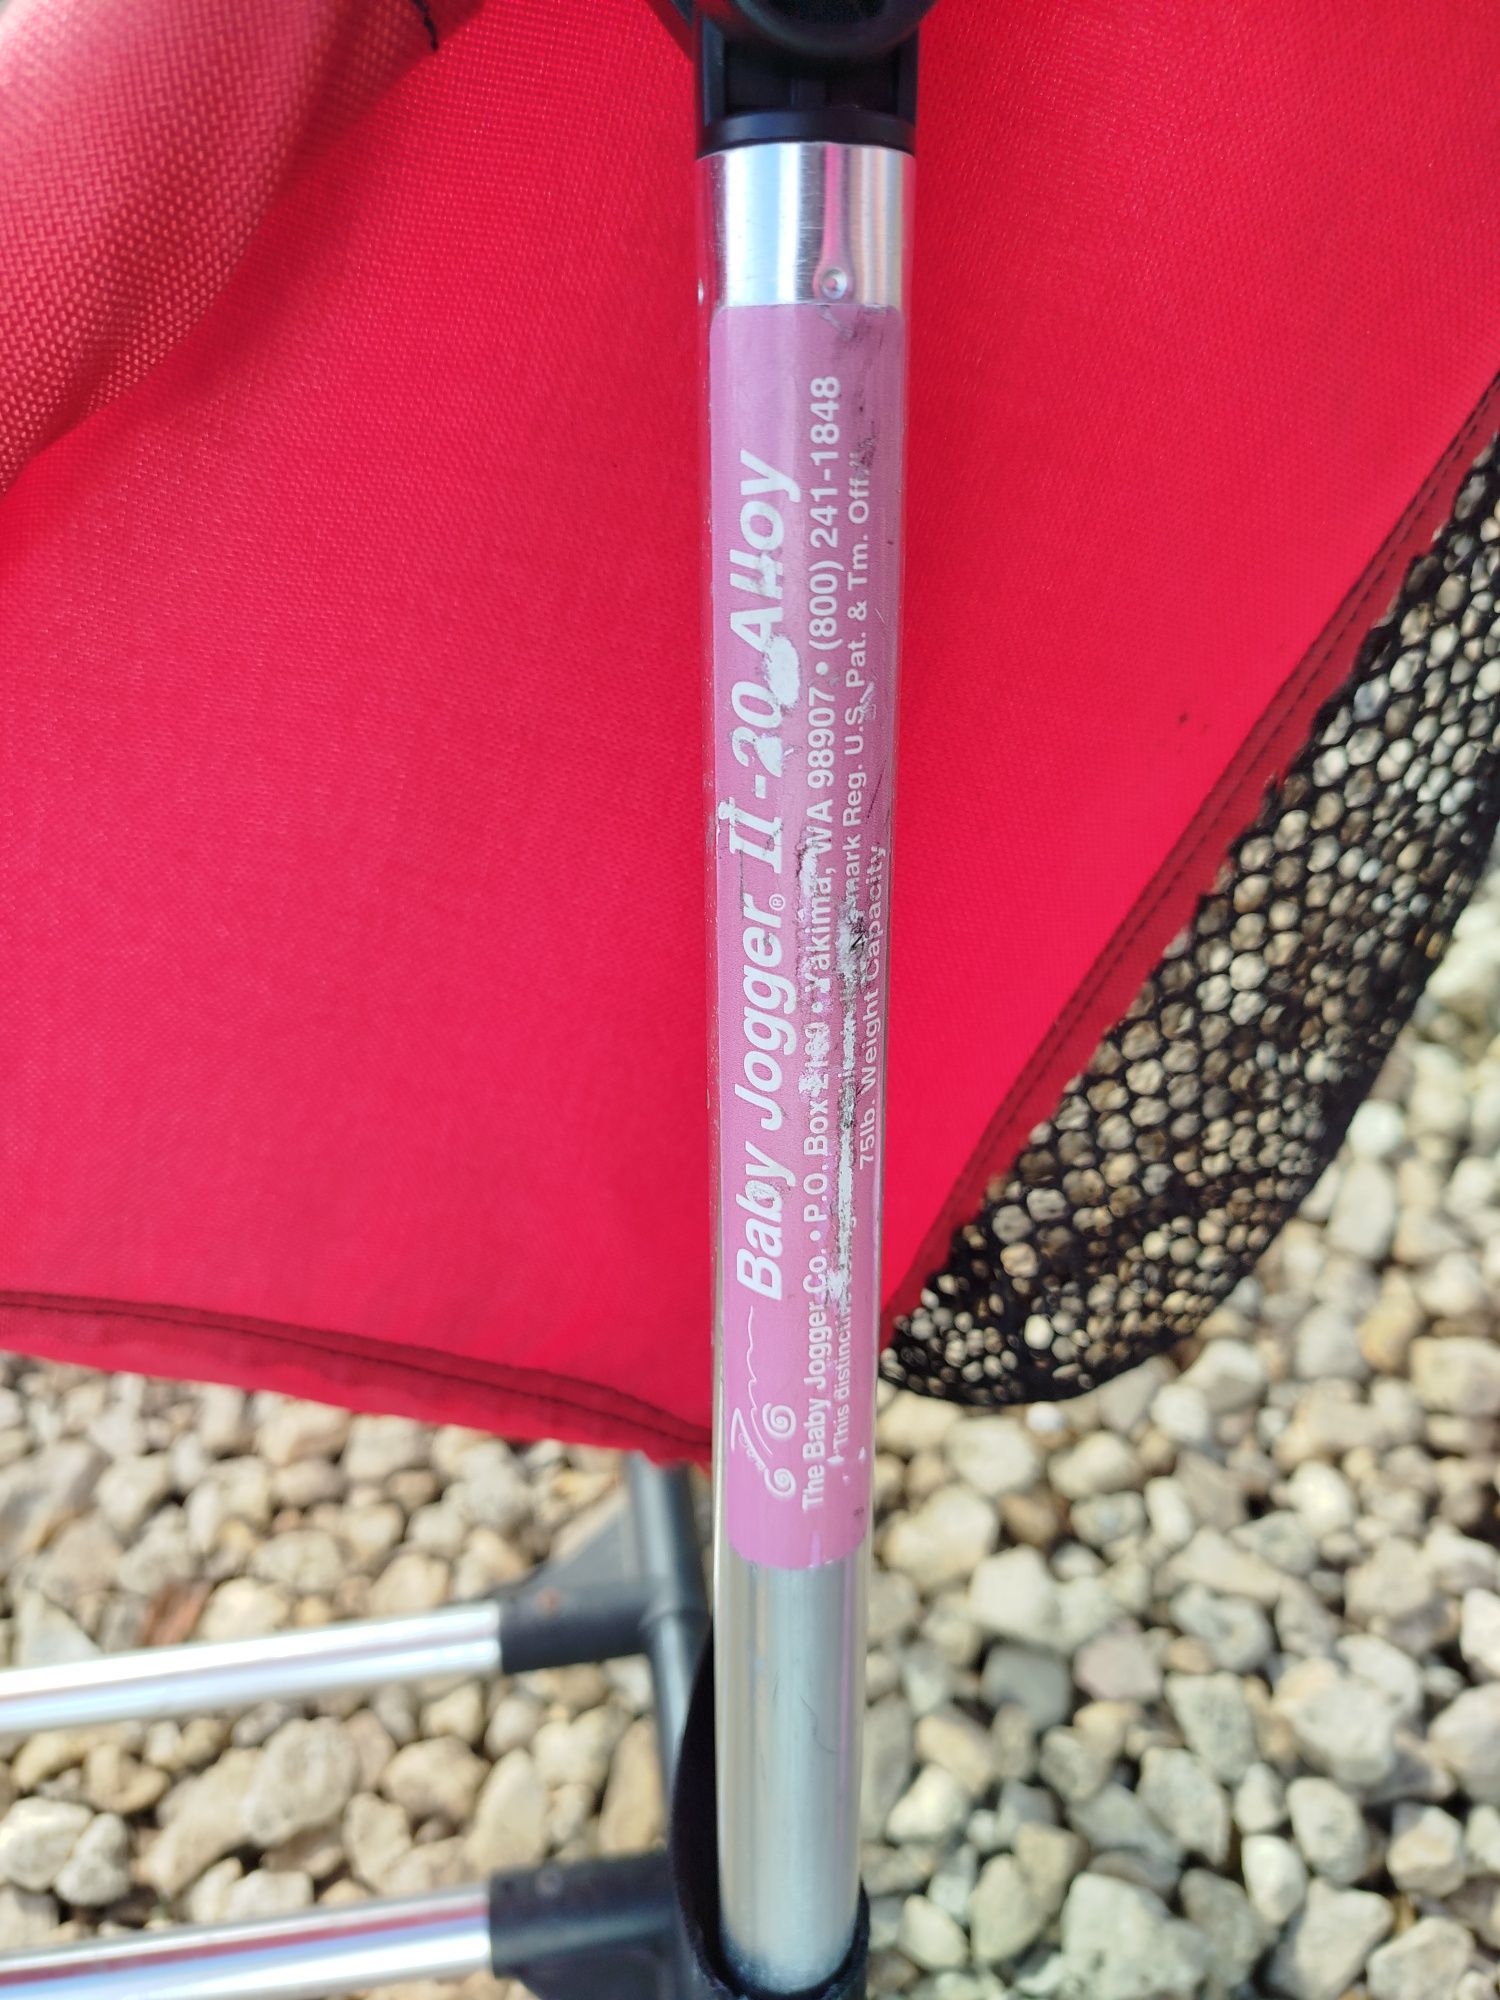 Baby Jogger® II-20 Alloy
The Baby Jogger Co. • P.O. Box • Yakima, WA 98907 • (800) 241-1848
This distinctive mark Reg. U.S. Pat. & Tm. Off.
75lb. Weight Capacity